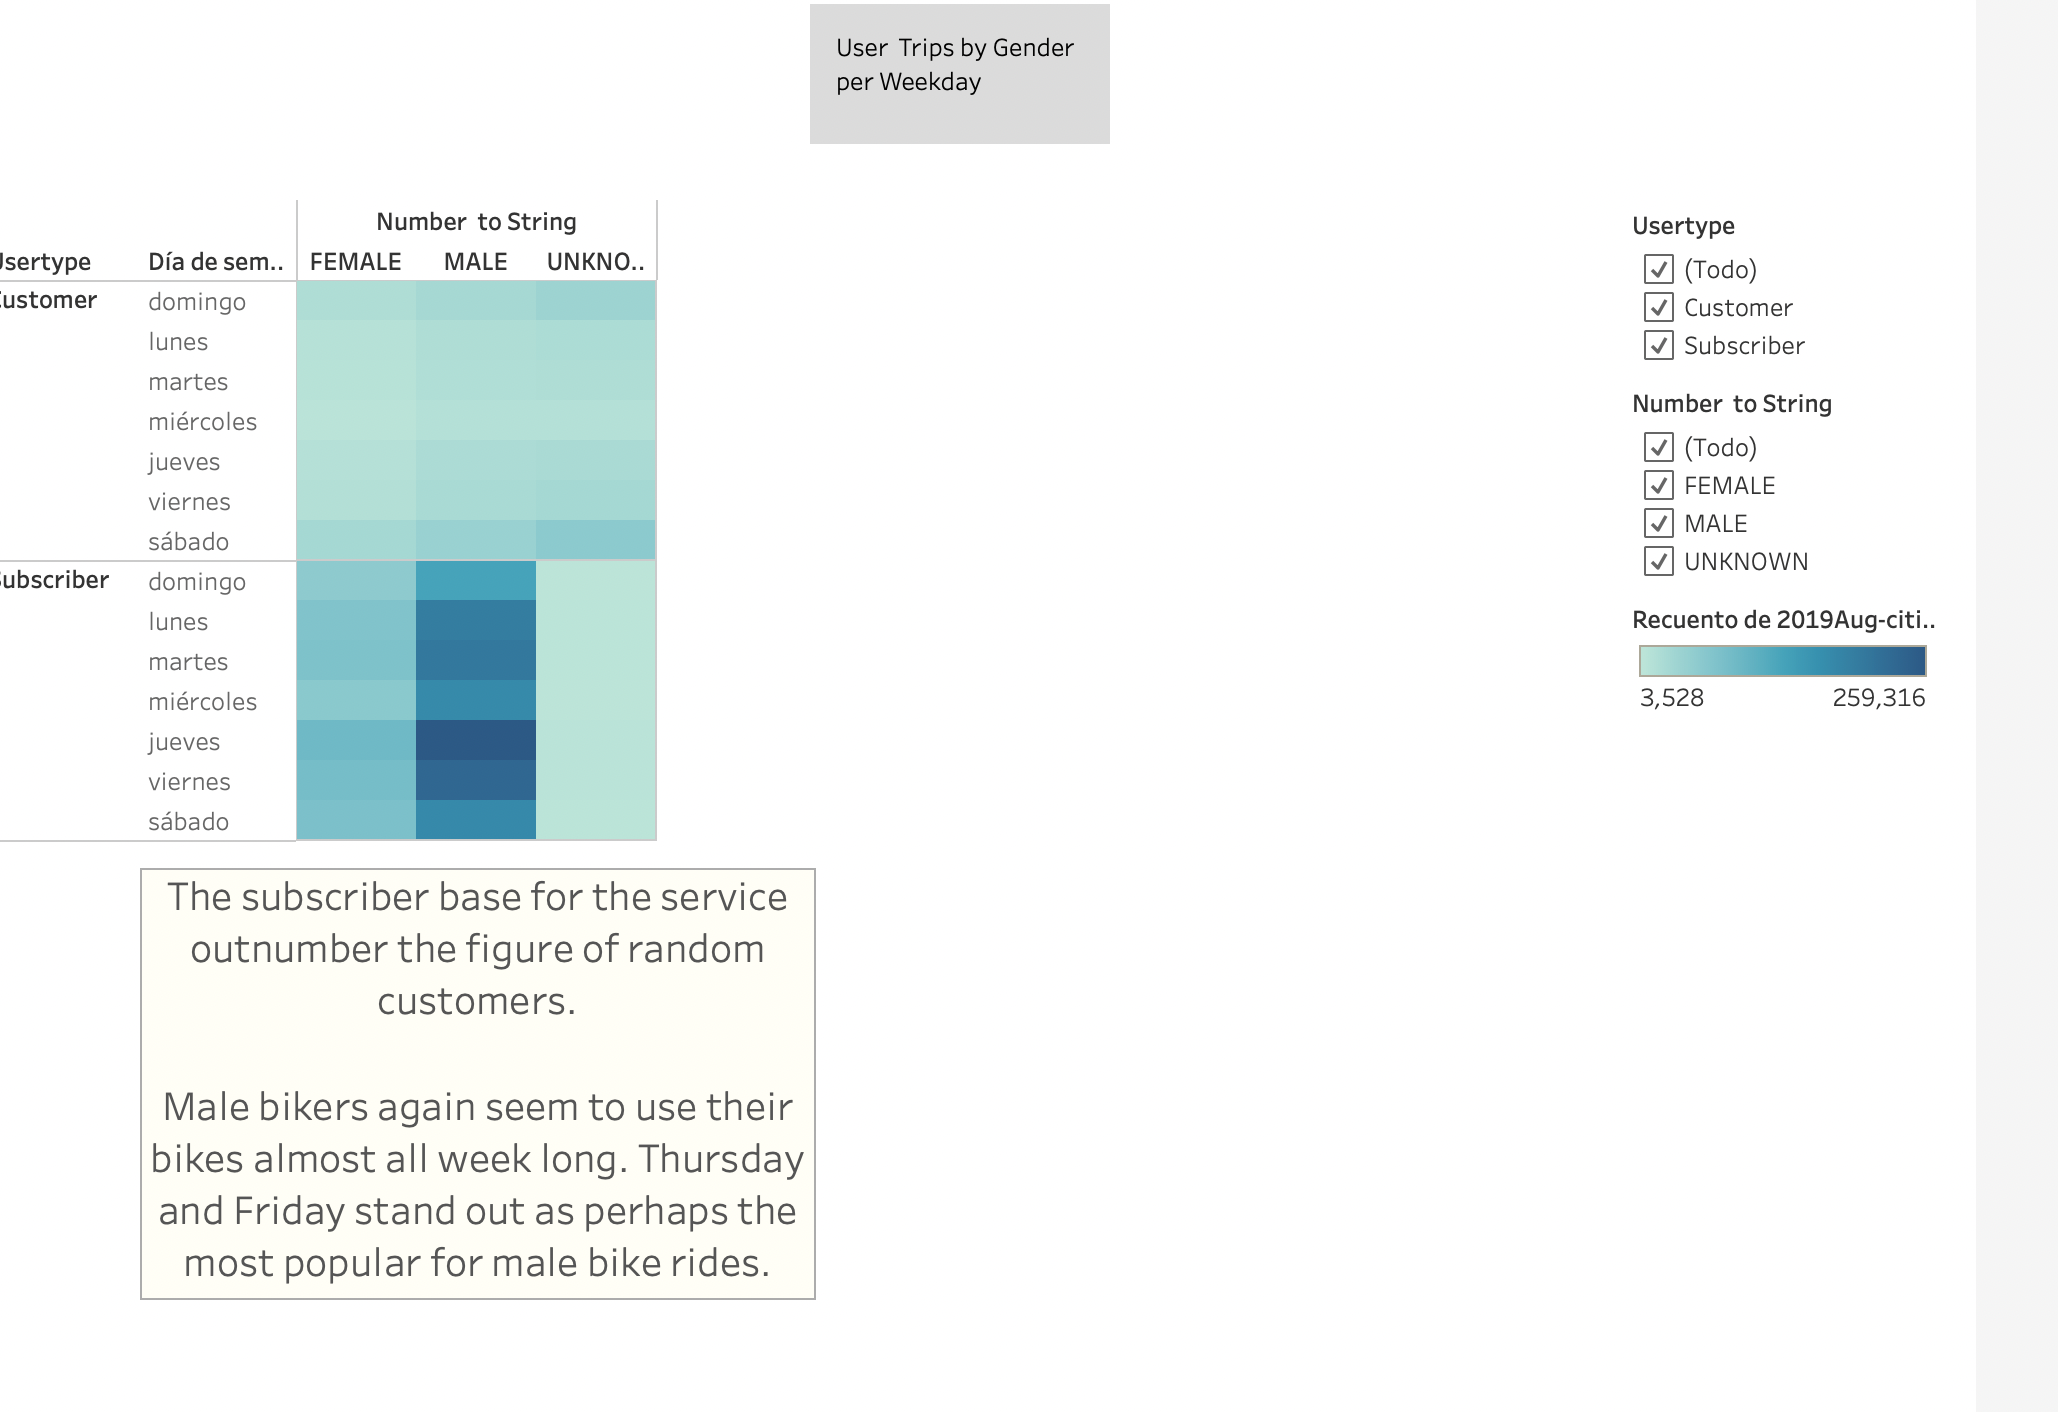 User Trips by Gender
per Weekday
Number to String
Usertype Día de sem.. FEMALE MALE UNKNO..
Customer domingo
lunes
martes
miércoles
jueves
viernes
sábado
Subscriber domingo
lunes
martes
miércoles
jueves
viernes
sábado
The subscriber base for the service
outnumber the figure of random
customers.
Male bikers again seem to use their
bikes almost all week long. Thursday
and Friday stand out as perhaps the
most popular for male bike rides.
Usertype
(Todo)
Customer
Subscriber
Number to String
(Todo)
FEMALE
MALE
UNKNOWN
Recuento de 2019Aug-citi..
3,528 259,316